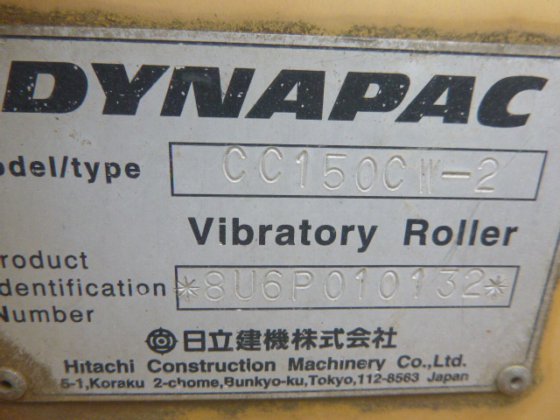 DYNAPAC
odel/type CC150CW-2
Vibratory Roller
roduct
dentification *8U6P010132*
Number
日立建機株式会社
Hitachi Construction Machinery Co.,Ltd.
5-1,Koraku 2-chome,Bunkyo-ku,Tokyo,112-8563 Japan